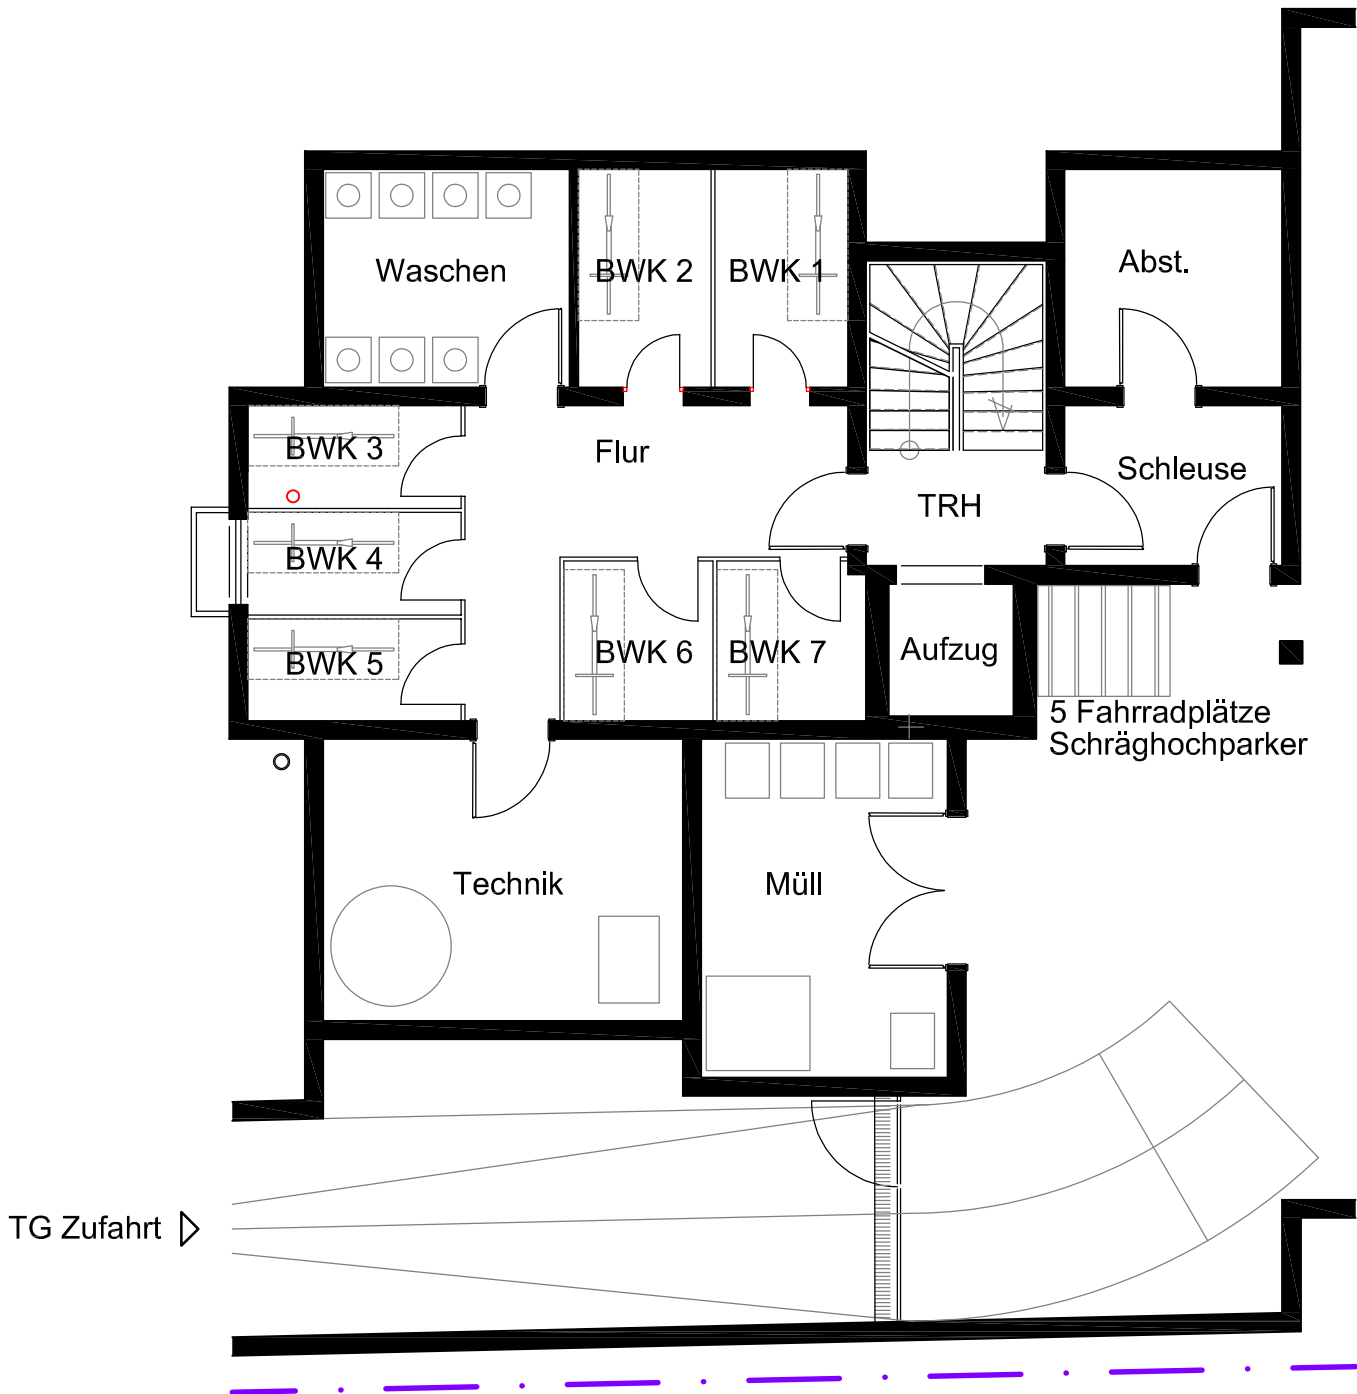 Waschen
BWK 2
BWK 1
Abst.
BWK 3
Flur
Schleuse
TRH
BWK 4
BWK 5
BWK 6
BWK 7
Aufzug
5 Fahrradplätze
Schräghochparker
Technik
Müll
TG Zufahrt